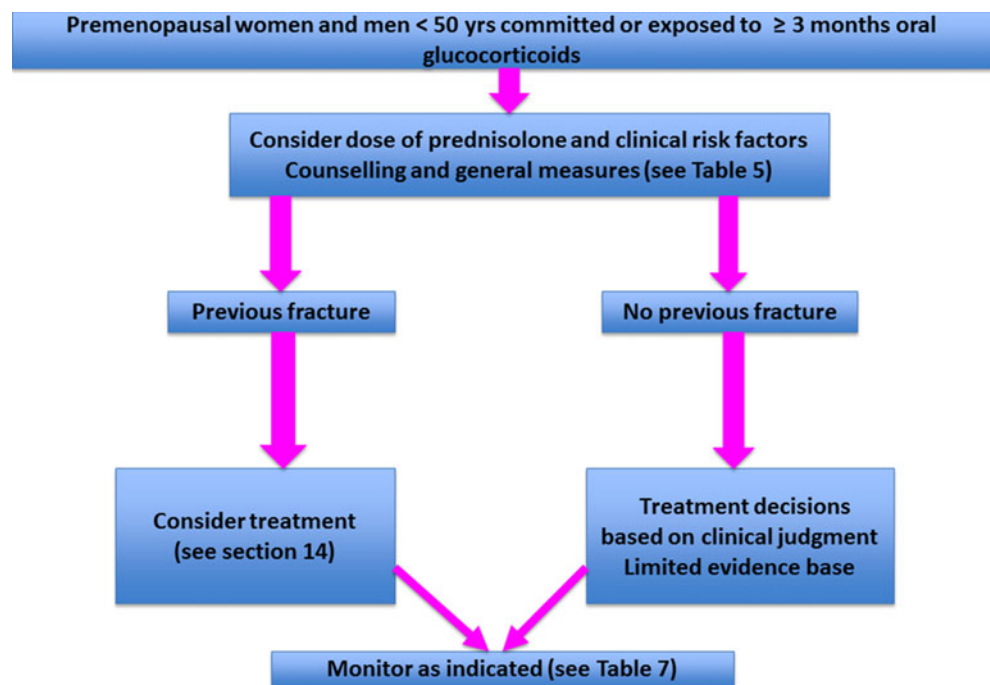 Premenopausal women and men < 50 yrs committed or exposed to ≥ 3 months oral
glucocorticoids
Consider dose of prednisolone and clinical risk factors
Counselling and general measures (see Table 5)
Previous fracture
No previous fracture
Consider treatment
(see section 14)
Treatment decisions
based on clinical judgment
Limited evidence base
Monitor as indicated (see Table 7)